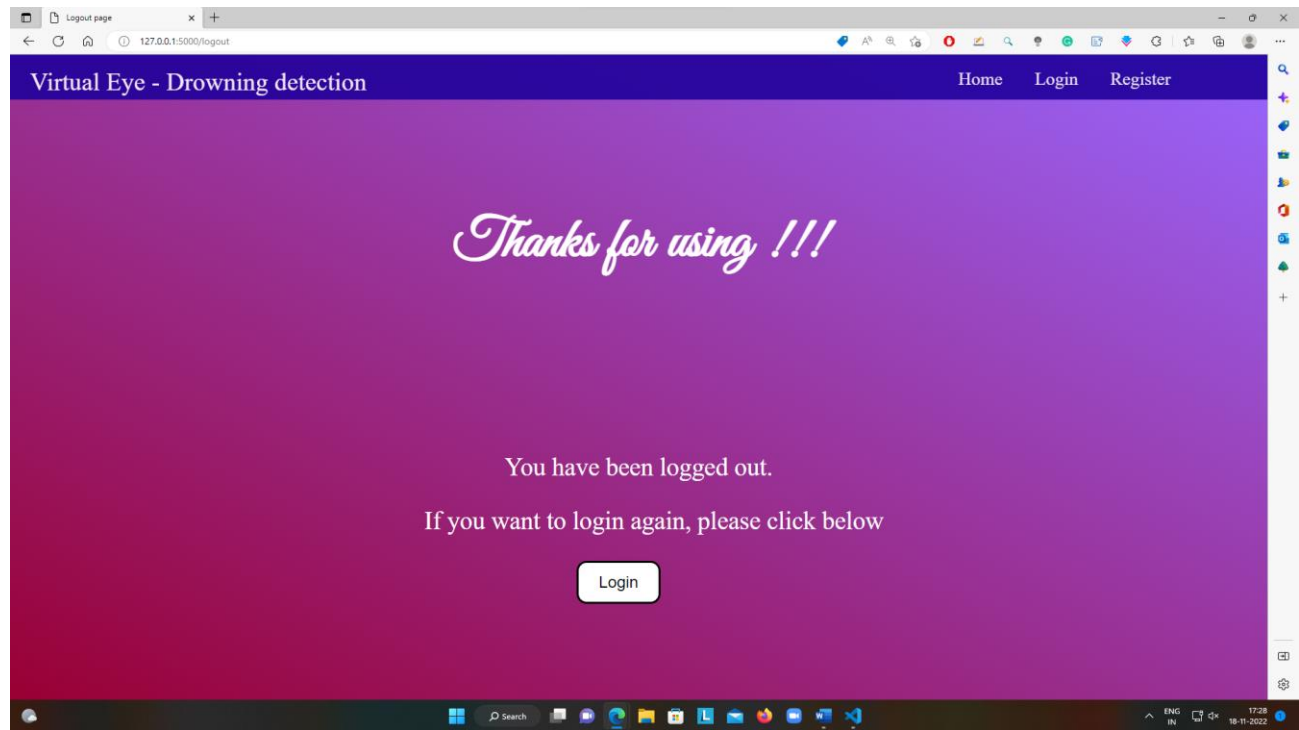 Logout page
127.0.0.1:5000/logout
Virtual Eye - Drowning detection
Home Login Register
Thanks for using !!!
You have been logged out.
If you want to login again, please click below
Login
Search
ENG
IN
17:28
18-11-2022